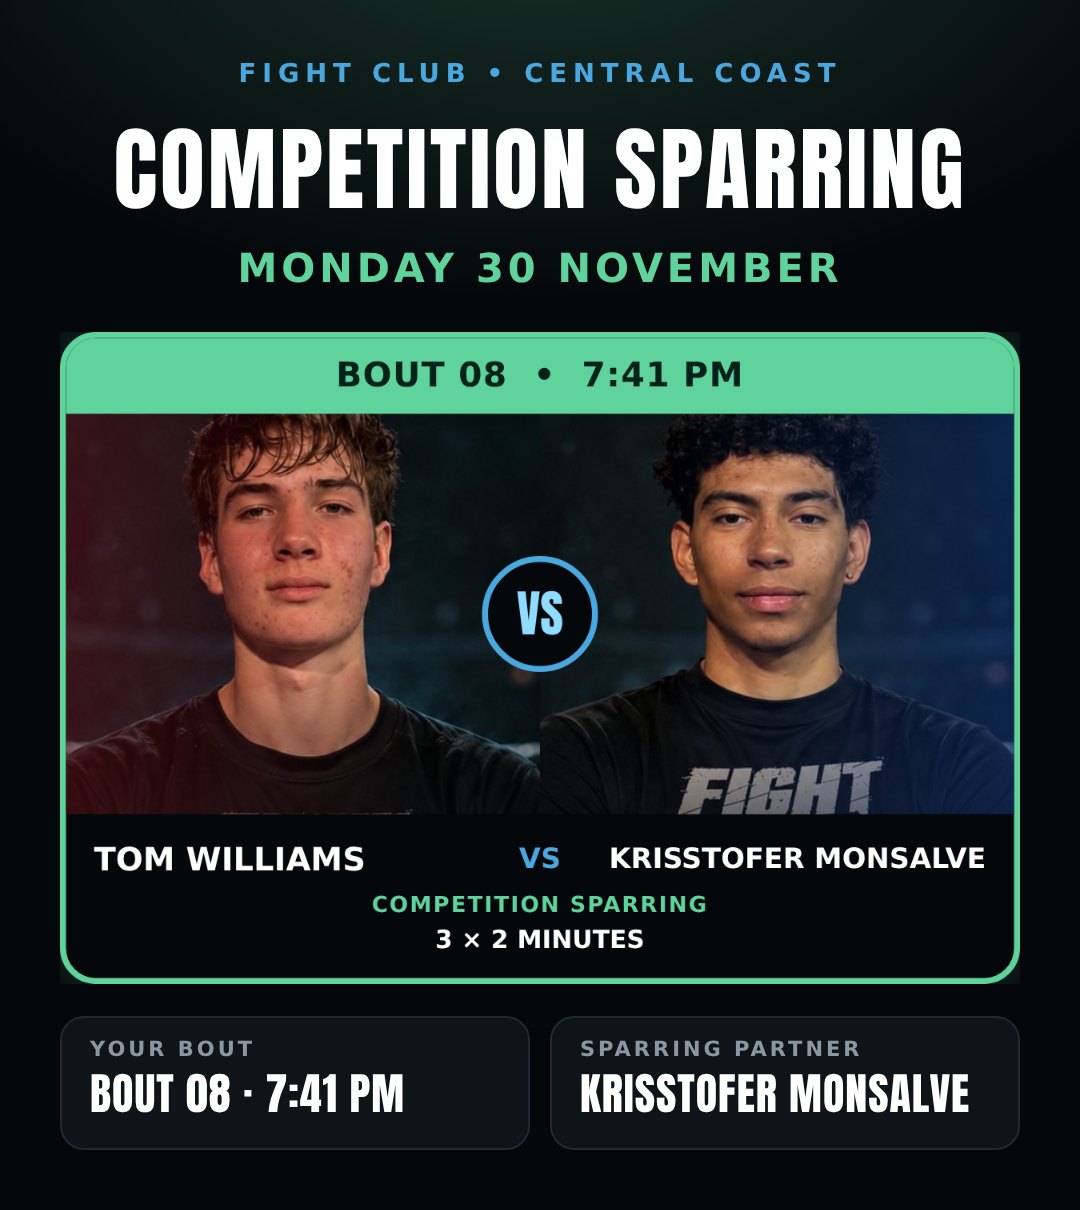 FIGHT CLUB • CENTRAL COAST
COMPETITION SPARRING
MONDAY 30 NOVEMBER
BOUT 08 • 7:41 PM
VS
FIGHT
TOM WILLIAMS VS KRISSTOFER MONSALVE
COMPETITION SPARRING
3 × 2 MINUTES
YOUR BOUT
BOUT 08 · 7:41 PM
SPARRING PARTNER
KRISSTOFER MONSALVE